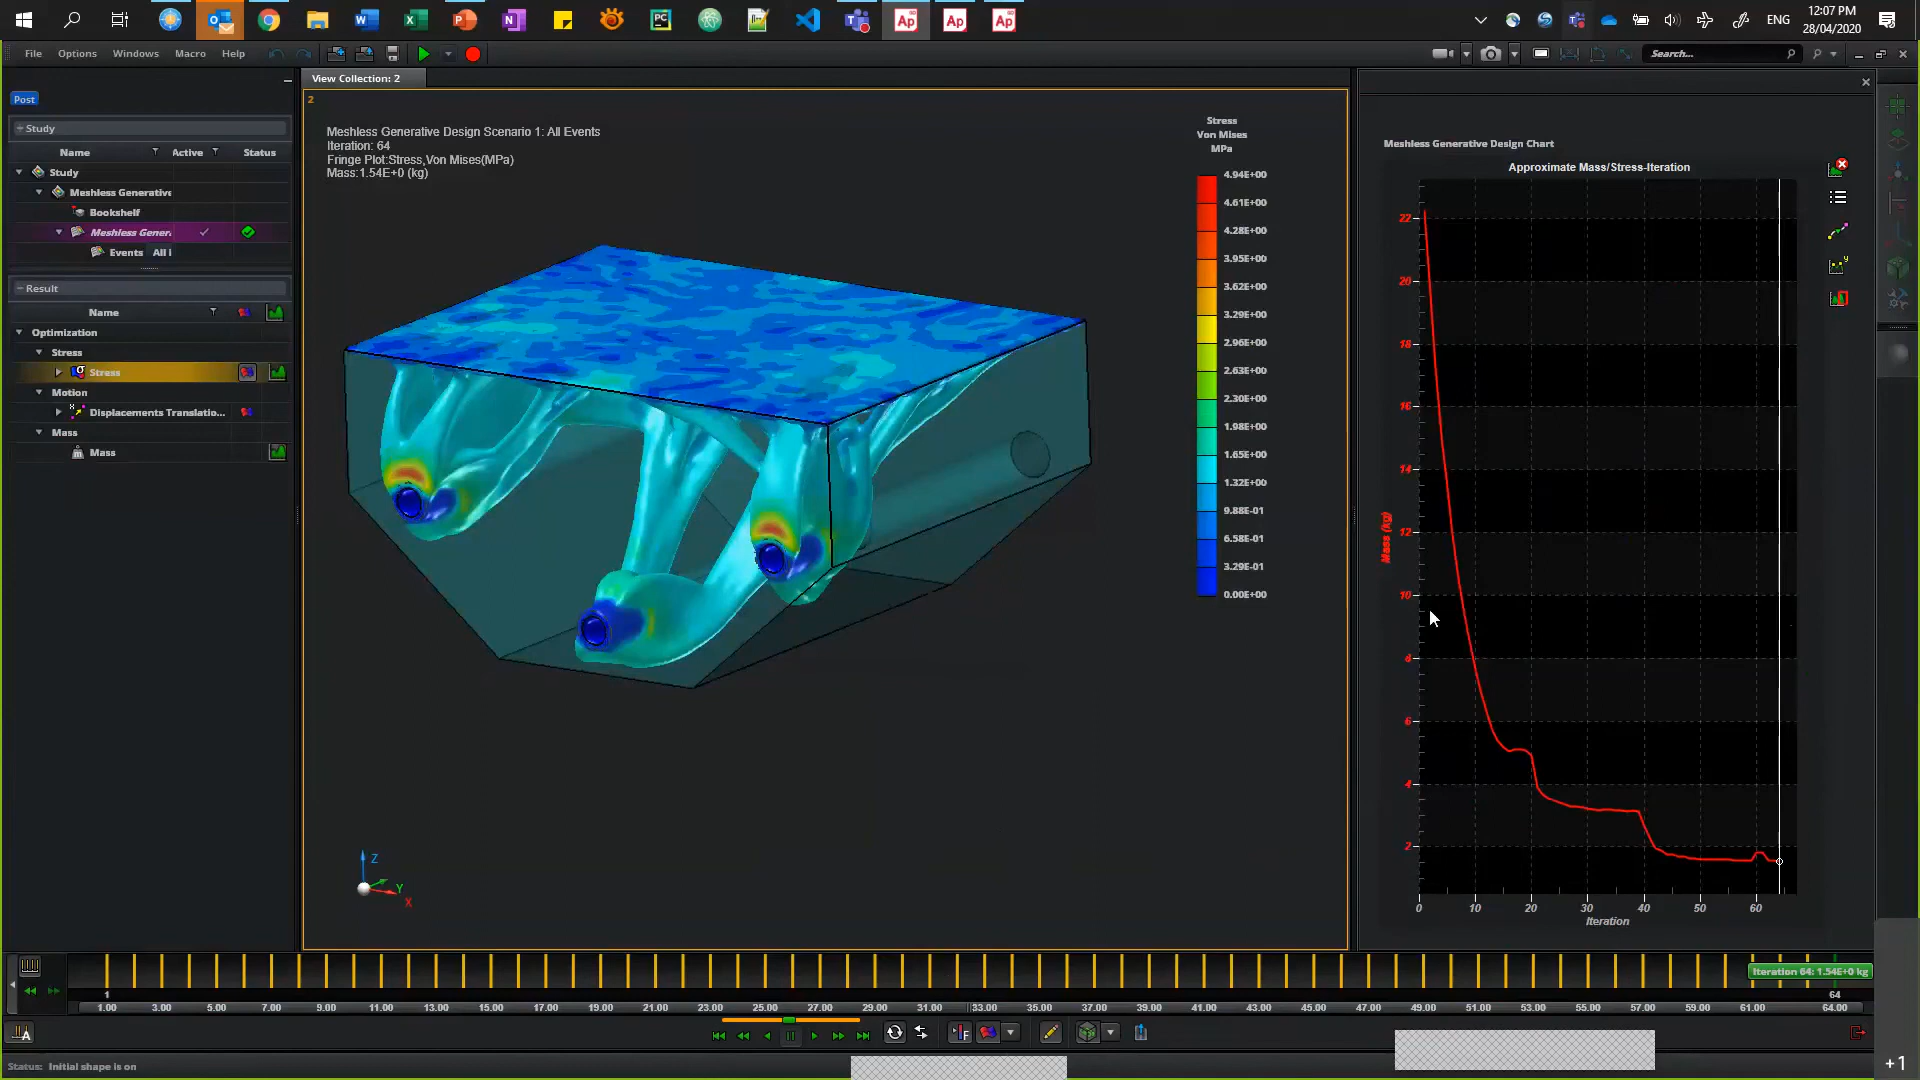 12:07 PM
ENG
28/04/2020
File Options Windows Macro Help
Search...
View Collection: 2
Post
2
Study
Name Active Status
Study
Meshless Generative
Bookshelf
Meshless Gener
Events All I
Result
Name
Optimization
Stress
Stress
Motion
Displacements Translatio...
Mass
Mass
Meshless Generative Design Scenario 1: All Events
Iteration: 64
Fringe Plot:Stress,Von Mises(MPa)
Mass:1.54E+0 (kg)
Stress
Von Mises
MPa
4.94E+00
4.61E+00
4.28E+00
3.95E+00
3.62E+00
3.29E+00
2.96E+00
2.63E+00
2.30E+00
1.98E+00
1.65E+00
1.32E+00
9.88E-01
6.58E-01
3.29E-01
0.00E+00
Z
Y
X
Meshless Generative Design Chart
Approximate Mass/Stress-Iteration
22
20
18
16
14
12
10
8
6
4
2
Mass (kg)
0 10 20 30 40 50 60
Iteration
Iteration 64: 1.54E+0 kg
1 64
1.00 3.00 5.00 7.00 9.00 11.00 13.00 15.00 17.00 19.00 21.00 23.00 25.00 27.00 29.00 31.00 33.00 35.00 37.00 39.00 41.00 43.00 45.00 47.00 49.00 51.00 53.00 55.00 57.00 59.00 61.00 64.00
Status: Initial shape is on
+1